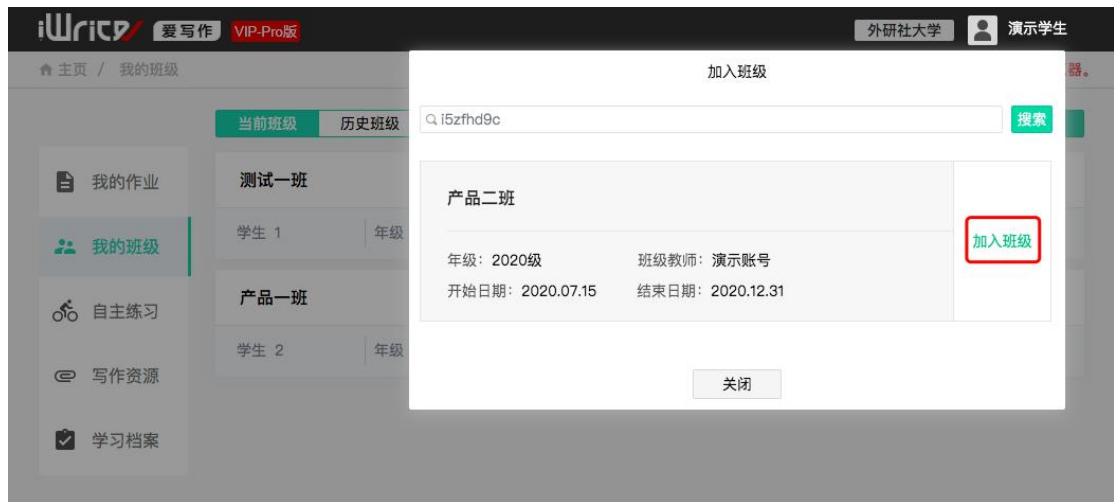 iWrite 爱写作 VIP-Pro版 外研社大学 演示学生
主页 / 我的班级 器。
加入班级
当前班级 历史班级
i5zfhd9c 搜索
我的作业
我的班级
自主练习
写作资源
学习档案
测试一班
学生 1 年级
产品一班
学生 2 年级
产品二班
年级：2020级 班级教师：演示账号
开始日期：2020.07.15 结束日期：2020.12.31
加入班级
关闭